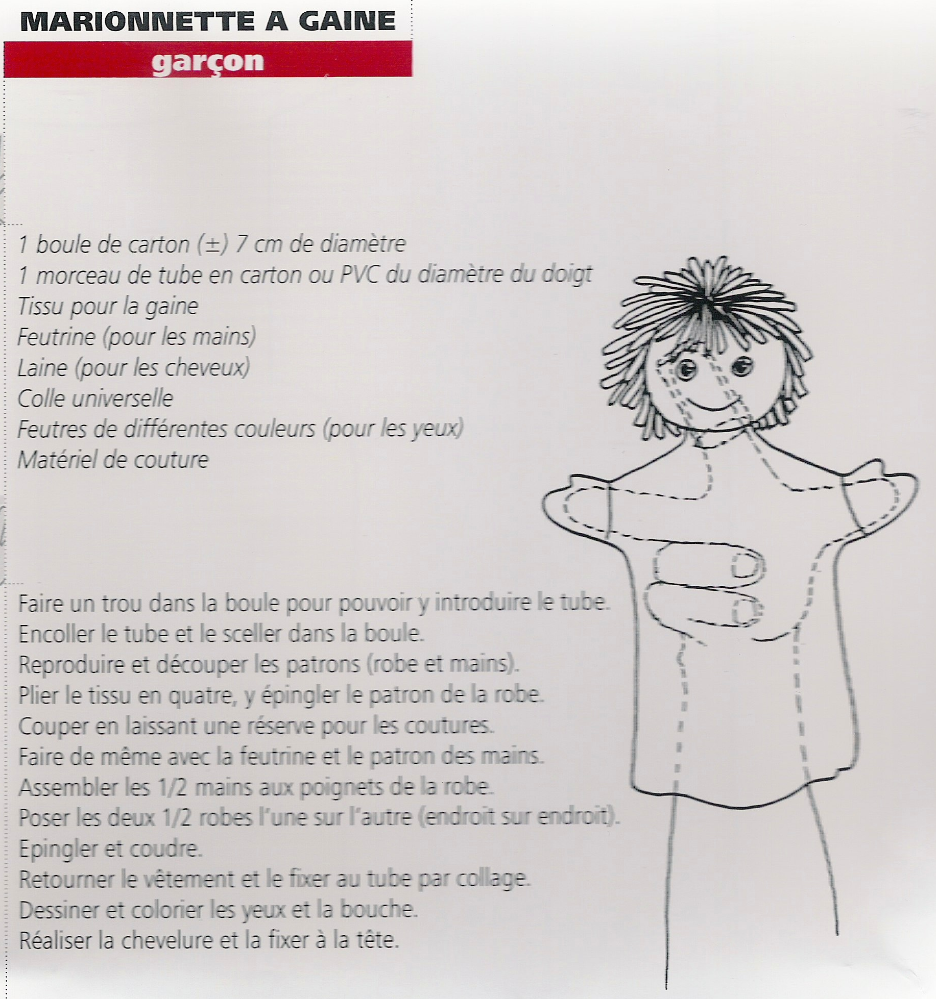 MARIONNETTE A GAINE
garçon
1 boule de carton (±) 7 cm de diamètre
1 morceau de tube en carton ou PVC du diamètre du doigt
Tissu pour la gaine
Feutrine (pour les mains)
Laine (pour les cheveux)
Colle universelle
Feutres de différentes couleurs (pour les yeux)
Matériel de couture
Faire un trou dans la boule pour pouvoir y introduire le tube.
Encoller le tube et le sceller dans la boule.
Reproduire et découper les patrons (robe et mains).
Plier le tissu en quatre, y épingler le patron de la robe.
Couper en laissant une réserve pour les coutures.
Faire de même avec la feutrine et le patron des mains.
Assembler les 1/2 mains aux poignets de la robe.
Poser les deux 1/2 robes l'une sur l'autre (endroit sur endroit).
Epingler et coudre.
Retourner le vêtement et le fixer au tube par collage.
Dessiner et colorier les yeux et la bouche.
Réaliser la chevelure et la fixer à la tête.